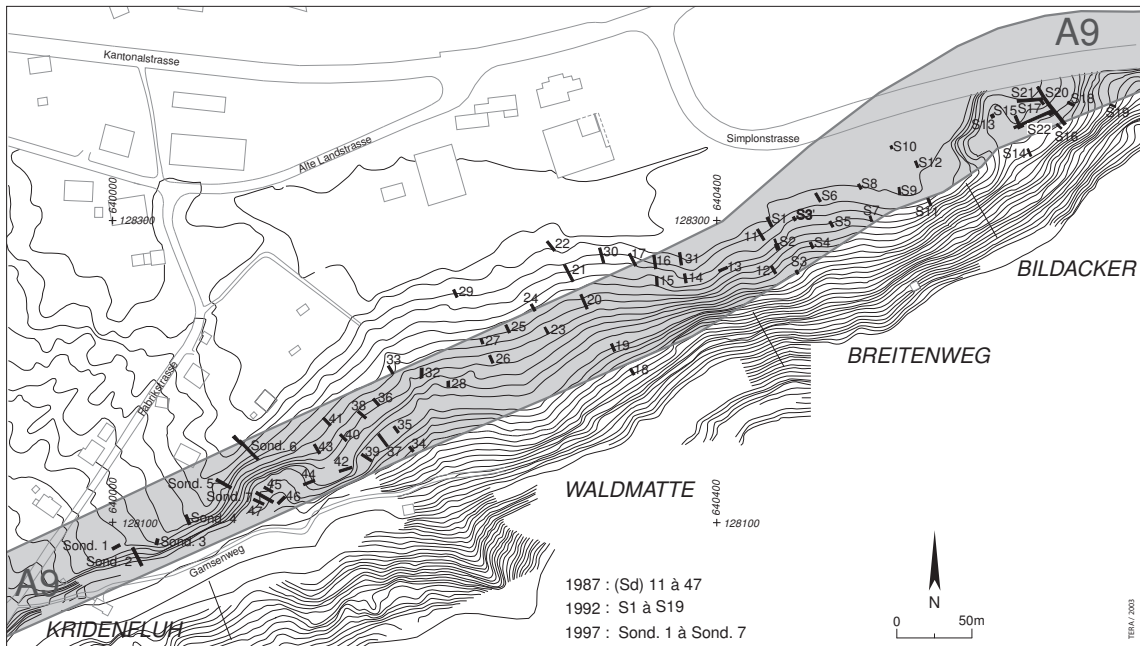 A9
Kantonalstrasse
Alte Landstrasse
Simplonstrasse
Fabrikstrasse
Gamsenweg
640000
128300
640400
128300
640000
128100
640400
128100
S21
S20
S18
S19
S15
S17
S13
S22
S16
S14
S10
S12
S8
S9
S6
S11
S1
S3'
S5
S7
11
S2
S4
S3
12
13
22
30
17
16
31
21
15
14
29
24
20
25
23
27
26
19
18
33
32
28
36
38
41
35
40
43
34
39
37
42
44
45
46
47
Sond. 6
Sond. 5
Sond. 7
Sond. 4
Sond. 1
Sond. 3
Sond. 2
A9
BILDACKER
BREITENWEG
WALDMATTE
KRIDENFLUH
1987 : (Sd) 11 à 47
1992 : S1 à S19
1997 : Sond. 1 à Sond. 7
N
0 50m
TERA / 2003